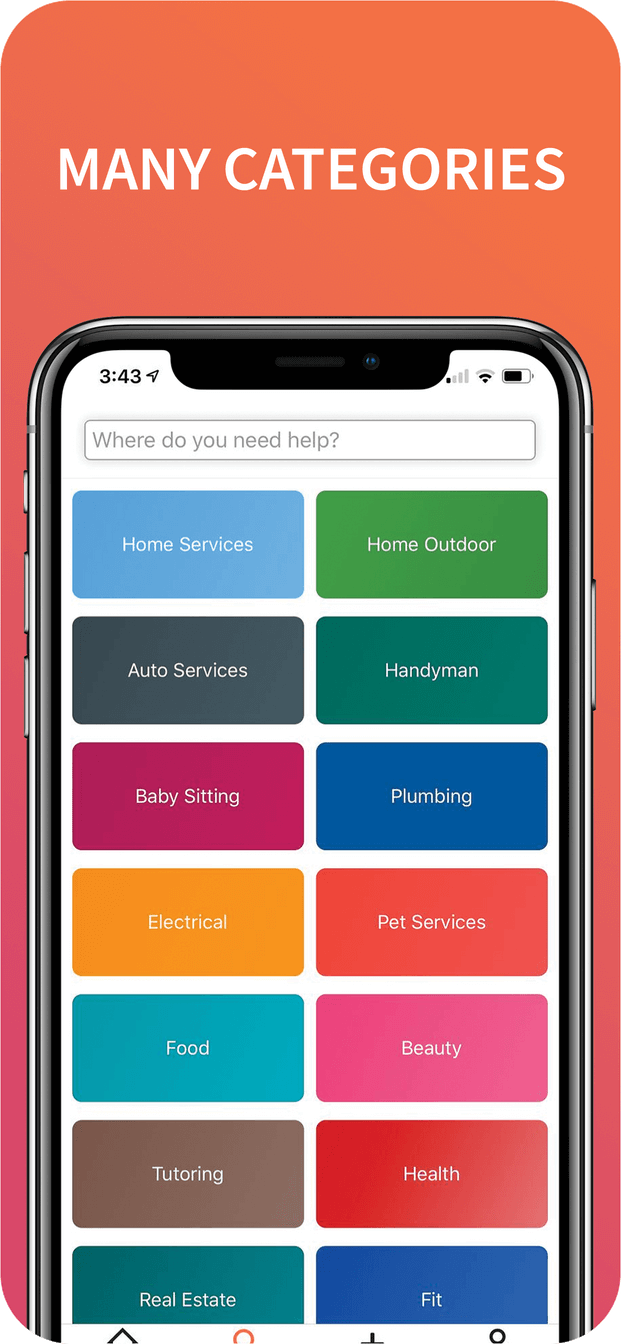 MANY CATEGORIES
3:43
Where do you need help?
Home Services
Home Outdoor
Auto Services
Handyman
Baby Sitting
Plumbing
Electrical
Pet Services
Food
Beauty
Tutoring
Health
Real Estate
Fit